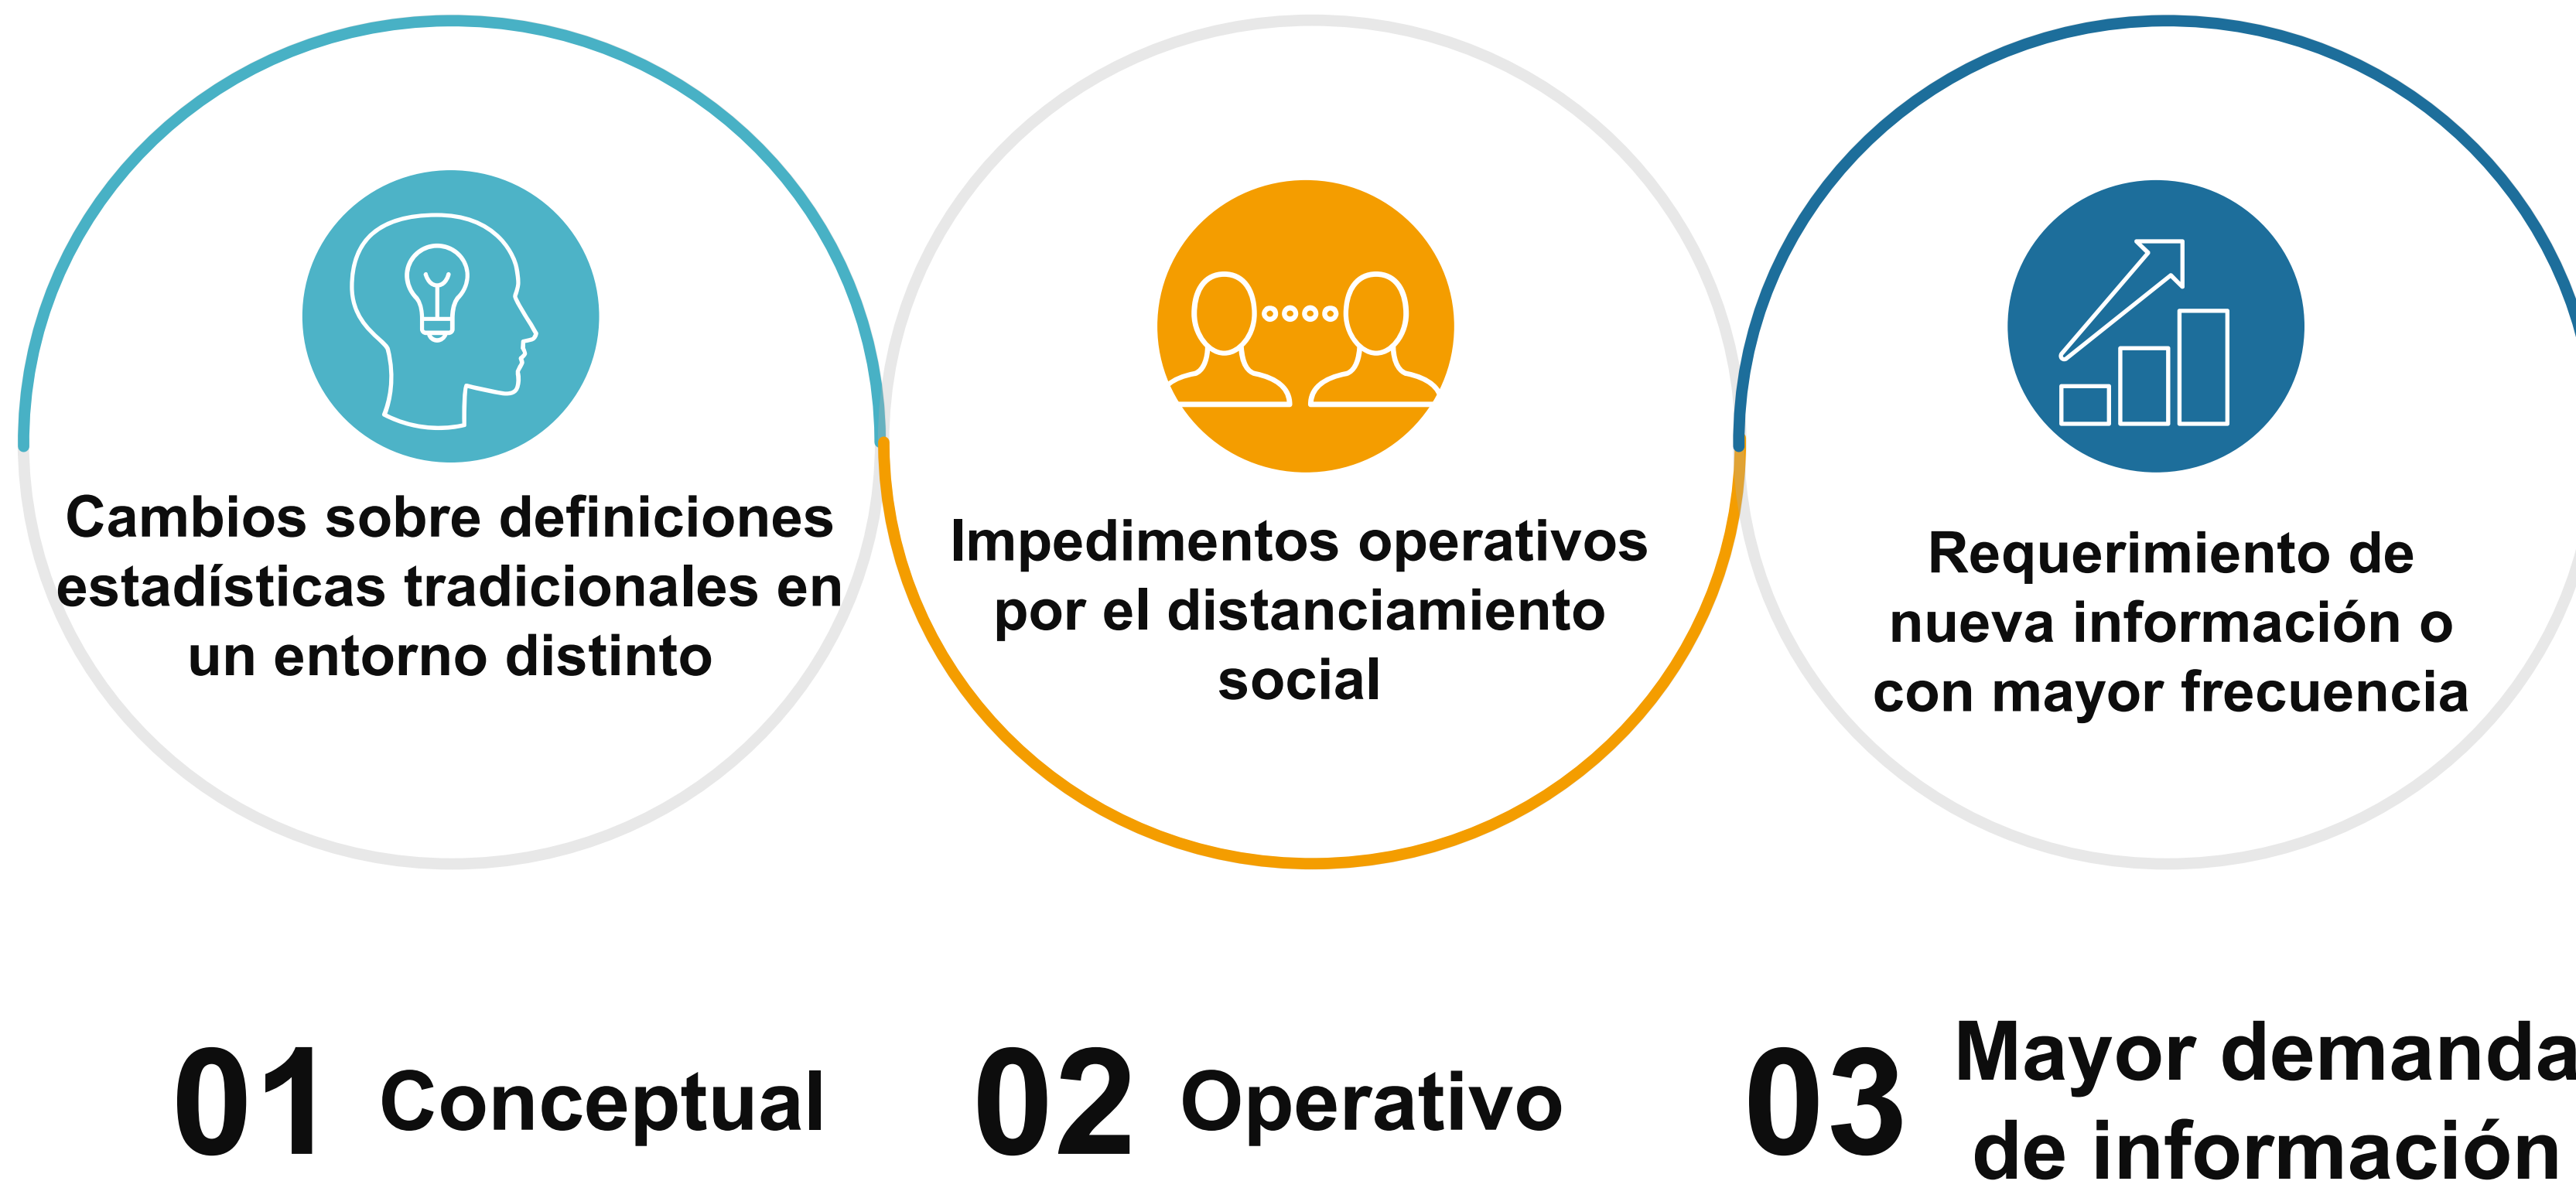 Cambios sobre definiciones
estadísticas tradicionales en
un entorno distinto
Impedimentos operativos
por el distanciamiento
social
Requerimiento de
nueva información o
con mayor frecuencia
01 Conceptual
02 Operativo
03 Mayor demanda
de información